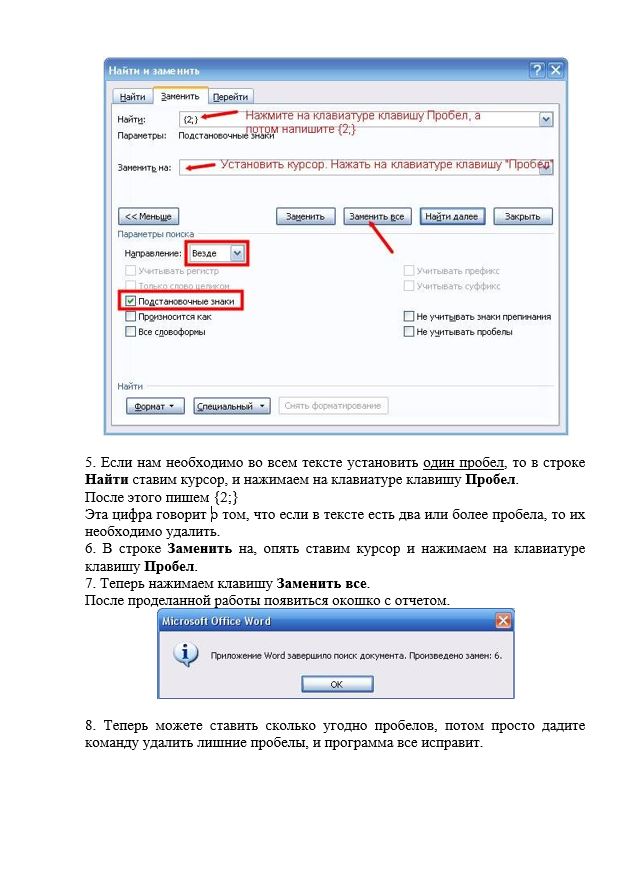 Найти и заменить
Найти Заменить Перейти
Найти: {2;} Нажмите на клавиатуре клавишу Пробел, а
потом напишите {2;}
Параметры: Подстановочные знаки
Заменить на: Установить курсор. Нажать на клавиатуре клавишу "Пробел"
<< Меньше Заменить Заменить все Найти далее Закрыть
Параметры поиска
Направление: Везде
Учитывать регистр Учитывать префикс
Только слово целиком Учитывать суффикс
Подстановочные знаки
Произносится как Не учитывать знаки препинания
Все словоформы Не учитывать пробелы
Найти
Формат Специальный Снять форматирование
5. Если нам необходимо во всем тексте установить один пробел, то в строке
Найти ставим курсор, и нажимаем на клавиатуре клавишу Пробел.
После этого пишем {2;}
Эта цифра говорит о том, что если в тексте есть два или более пробела, то их
необходимо удалить.
6. В строке Заменить на, опять ставим курсор и нажимаем на клавиатуре
клавишу Пробел.
7. Теперь нажимаем клавишу Заменить все.
После проделанной работы появиться окошко с отчетом.
Microsoft Office Word
Приложение Word завершило поиск документа. Произведено замен: 6.
ОК
8. Теперь можете ставить сколько угодно пробелов, потом просто дадите
команду удалить лишние пробелы, и программа все исправит.